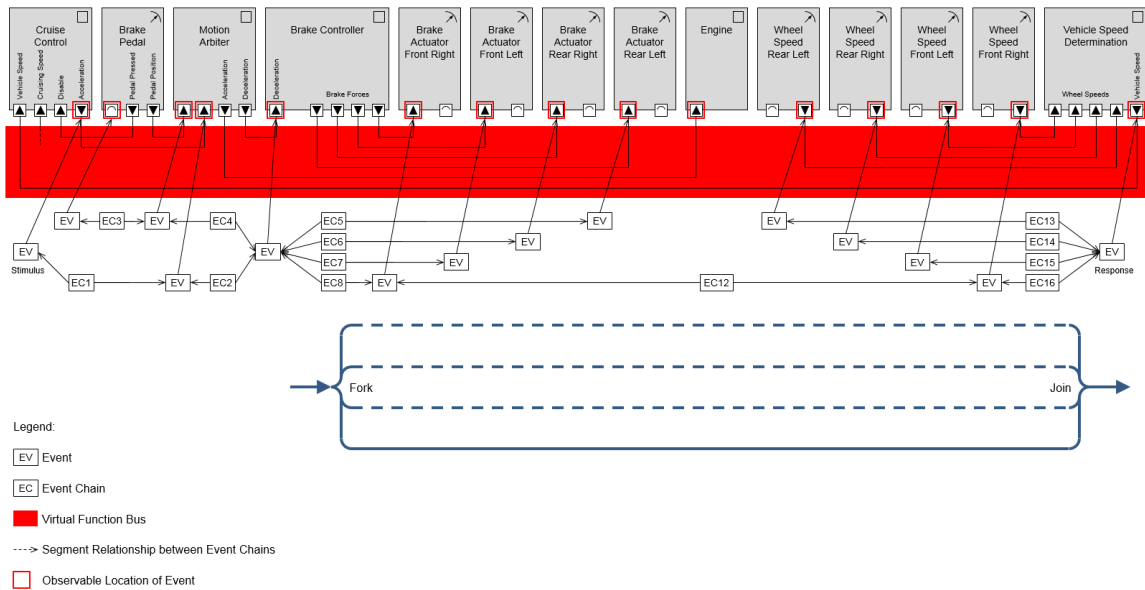 Cruise
Control
Brake
Pedal
Motion
Arbiter
Brake Controller
Brake
Actuator
Front Right
Brake
Actuator
Front Left
Brake
Actuator
Rear Right
Brake
Actuator
Rear Left
Engine
Wheel
Speed
Rear Left
Wheel
Speed
Rear Right
Wheel
Speed
Front Left
Wheel
Speed
Front Right
Vehicle Speed
Determination
Vehicle Speed
Cruising Speed
Disable
Acceleration
Pedal Pressed
Pedal Position
Acceleration
Deceleration
Deceleration
Brake Forces
Wheel Speeds
Vehicle Speed
EV
EC3
EV
EC4
EC5
EV
EV
EC13
EC6
EV
EV
EC14
EV
Stimulus
EV
EC7
EV
EV
EC15
EV
Response
EC1
EV
EC2
EC8
EV
EC12
EV
EC16
Fork
Join
Legend:
EV Event
EC Event Chain
Virtual Function Bus
Segment Relationship between Event Chains
Observable Location of Event